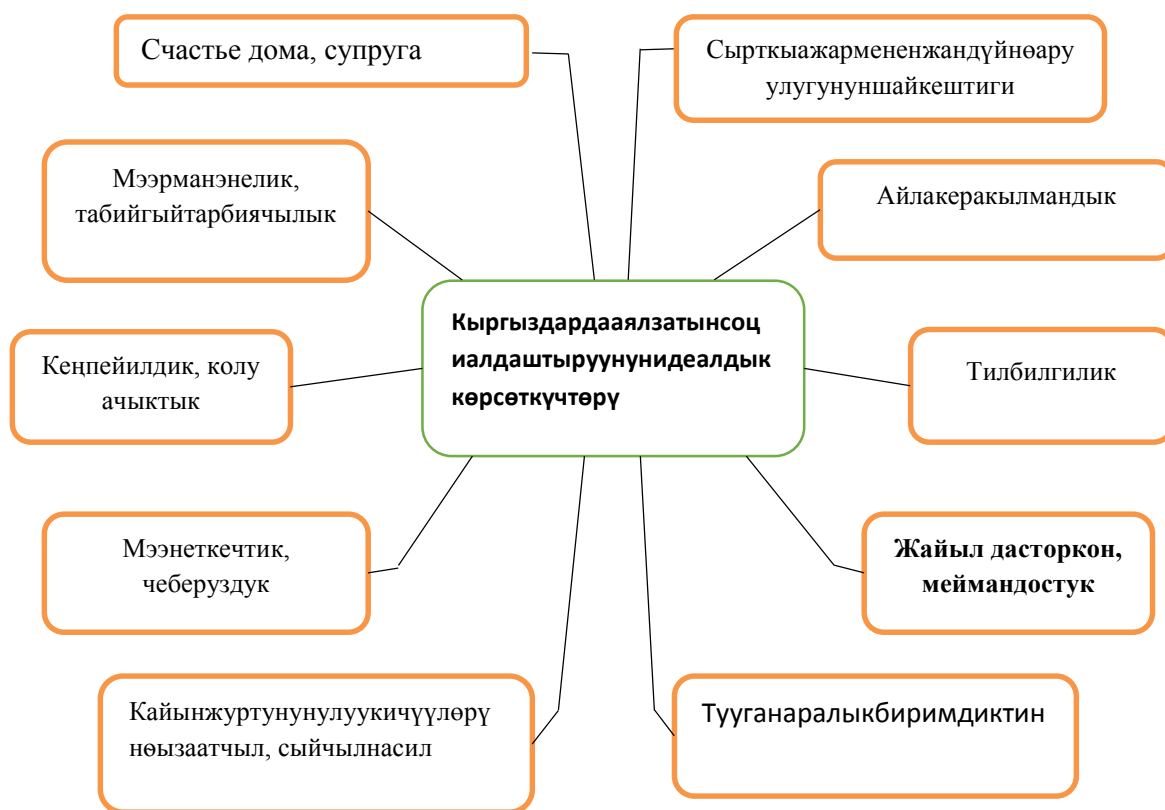 Счастье дома, супруга
Сырткыажармененжандүйнөару
улугунуншайкештиги
Мээрманэнелик,
табийгыйтарбиячылык
Айлакеракылмандык
Кыргыздардааялзатынсоц
иалдаштыруунунидеалдык
көрсөткүчтөрү
Кеңпейилдик, колу
ачыктык
Тилбилгилик
Мээнеткечтик,
чеберуздук
Жайыл дасторкон,
меймандостук
Кайынжуртунунулуукичүүлөрү
нөызаатчыл, сыйчылнасил
Тууганаралыкбиримдиктин